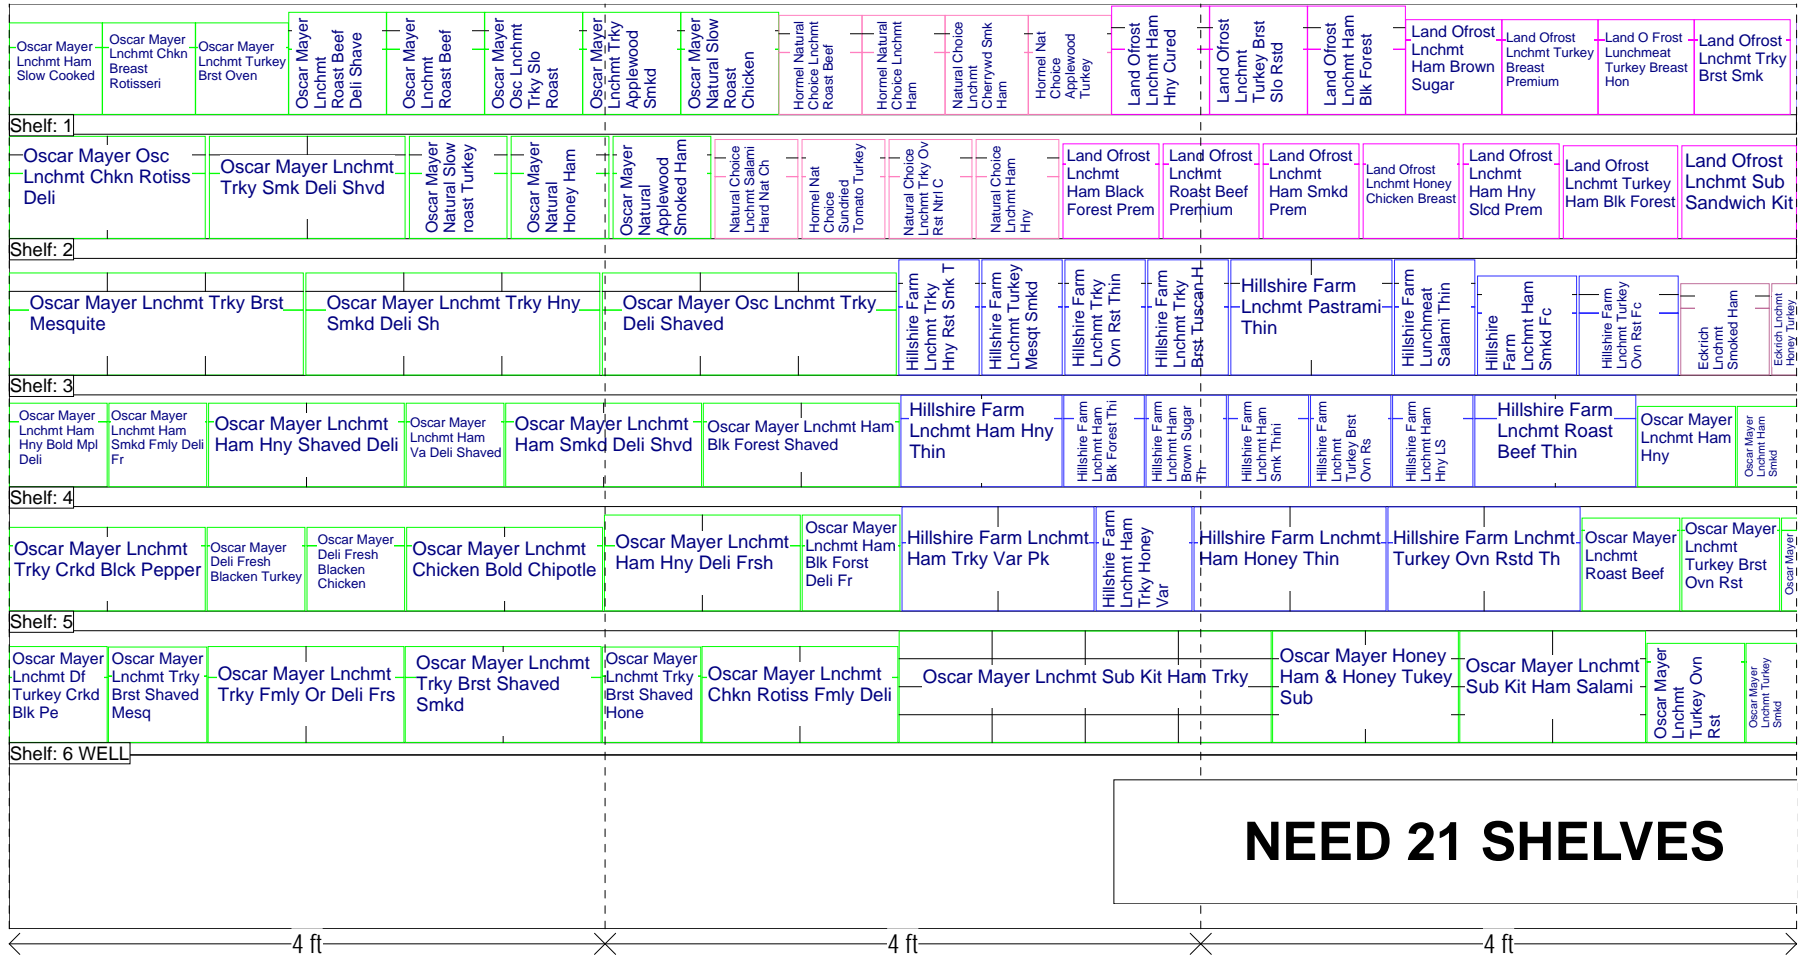 Oscar Mayer
Lnchmt Ham
Slow Cooked
Oscar Mayer
Lnchmt Chkn
Breast
Rotisseri
Oscar Mayer
Lnchmt Turkey
Brst Oven
Oscar Mayer
Lnchmt
Roast Beef
Deli Shave
Oscar Mayer
Lnchmt
Roast Beef
Oscar Mayer
Osc Lnchmt
Trky Slo
Roast
Oscar Mayer
Lnchmt Trky
Applewood
Smkd
Oscar Mayer
Natural Slow
Roast
Chicken
Hormel Natural
Choice Lnchmt
Roast Beef
Hormel Natural
Choice Lnchmt
Ham
Natural Choice
Lnchmt
Cherrywd Smk
Ham
Hormel Nat
Choice
Applewood
Turkey
Land Ofrost
Lnchmt Ham
Hny Cured
Land Ofrost
Lnchmt
Turkey Brst
Slo Rstd
Land Ofrost
Lnchmt Ham
Blk Forest
Land Ofrost
Lnchmt
Ham Brown
Sugar
Land Ofrost
Lnchmt Turkey
Breast
Premium
Land O Frost
Lunchmeat
Turkey Breast
Hon
Land Ofrost
Lnchmt Trky
Brst Smk
Shelf: 1
Oscar Mayer Osc
Lnchmt Chkn Rotiss
Deli
Oscar Mayer Lnchmt
Trky Smk Deli Shvd
Oscar Mayer
Natural Slow
roast Turkey
Oscar Mayer
Natural
Honey Ham
Oscar Mayer
Natural
Applewood
Smoked Ham
Natural Choice
Lnchmt Salami
Hard Nat Ch
Hormel Nat
Choice
Sundried
Tomato Turkey
Natural Choice
Lnchmt Trky Ov
Rst Ntrl C
Natural Choice
Lnchmt Ham
Hny
Land Ofrost
Lnchmt
Ham Black
Forest Prem
Land Ofrost
Lnchmt
Roast Beef
Premium
Land Ofrost
Lnchmt
Ham Smkd
Prem
Land Ofrost
Lnchmt Honey
Chicken Breast
Land Ofrost
Lnchmt
Ham Hny
Slcd Prem
Land Ofrost
Lnchmt Turkey
Ham Blk Forest
Land Ofrost
Lnchmt Sub
Sandwich Kit
Shelf: 2
Oscar Mayer Lnchmt Trky Brst
Mesquite
Oscar Mayer Lnchmt Trky Hny
Smkd Deli Sh
Oscar Mayer Osc Lnchmt Trky
Deli Shaved
Hillshire Farm
Lnchmt Trky
Hny Rst Smk T
Hillshire Farm
Lnchmt Turkey
Mesqt Smkd
Hillshire Farm
Lnchmt Trky
Ovn Rst Thin
Hillshire Farm
Lnchmt Trky
Brst Tuscan H
Hillshire Farm
Lnchmt Pastrami
Thin
Hillshire Farm
Lunchmeat
Salami Thin
Hillshire
Farm
Lnchmt Ham
Smkd Fc
Hillshire Farm
Lnchmt Turkey
Ovn Rst Fc
Eckrich
Lnchmt
Smoked Ham
Eckrich Lnchmt
Honey Turkey
Shelf: 3
Oscar Mayer
Lnchmt Ham
Hny Bold Mpl
Deli
Oscar Mayer
Lnchmt Ham
Smkd Fmly Deli
Fr
Oscar Mayer Lnchmt
Ham Hny Shaved Deli
Oscar Mayer
Lnchmt Ham
Va Deli Shaved
Oscar Mayer Lnchmt
Ham Smkd Deli Shvd
Oscar Mayer Lnchmt Ham
Blk Forest Shaved
Hillshire Farm
Lnchmt Ham Hny
Thin
Hillshire Farm
Lnchmt Ham
Blk Forest Thi
Hillshire Farm
Lnchmt Ham
Brown Sugar
Th
Hillshire Farm
Lnchmt Ham
Smk Thini
Hillshire Farm
Lnchmt
Turkey Brst
Ovn Rs
Hillshire Farm
Lnchmt Ham
Hny LS
Hillshire Farm
Lnchmt Roast
Beef Thin
Oscar Mayer
Lnchmt Ham
Hny
Oscar Mayer
Lnchmt Ham
Smkd
Shelf: 4
Oscar Mayer Lnchmt
Trky Crkd Blck Pepper
Oscar Mayer
Deli Fresh
Blacken Turkey
Oscar Mayer
Deli Fresh
Blacken
Chicken
Oscar Mayer Lnchmt
Chicken Bold Chipotle
Oscar Mayer Lnchmt
Ham Hny Deli Frsh
Oscar Mayer
Lnchmt Ham
Blk Forst
Deli Fr
Hillshire Farm Lnchmt
Ham Trky Var Pk
Hillshire Farm
Lnchmt Ham
Trky Honey
Var
Hillshire Farm Lnchmt
Ham Honey Thin
Hillshire Farm Lnchmt
Turkey Ovn Rstd Th
Oscar Mayer
Lnchmt
Roast Beef
Oscar Mayer
Lnchmt
Turkey Brst
Ovn Rst
Oscar Mayer
Shelf: 5
Oscar Mayer
Lnchmt Df
Turkey Crkd
Blk Pe
Oscar Mayer
Lnchmt Trky
Brst Shaved
Mesq
Oscar Mayer Lnchmt
Trky Fmly Or Deli Frs
Oscar Mayer Lnchmt
Trky Brst Shaved
Smkd
Oscar Mayer
Lnchmt Trky
Brst Shaved
Hone
Oscar Mayer Lnchmt
Chkn Rotiss Fmly Deli
Oscar Mayer Lnchmt Sub Kit Ham Trky
Oscar Mayer Honey
Ham & Honey Tukey
Sub
Oscar Mayer Lnchmt
Sub Kit Ham Salami
Oscar Mayer
Lnchmt
Turkey Ovn
Rst
Oscar Mayer
Lnchmt Turkey
Smkd
Shelf: 6 WELL
NEED 21 SHELVES
4 ft
4 ft
4 ft